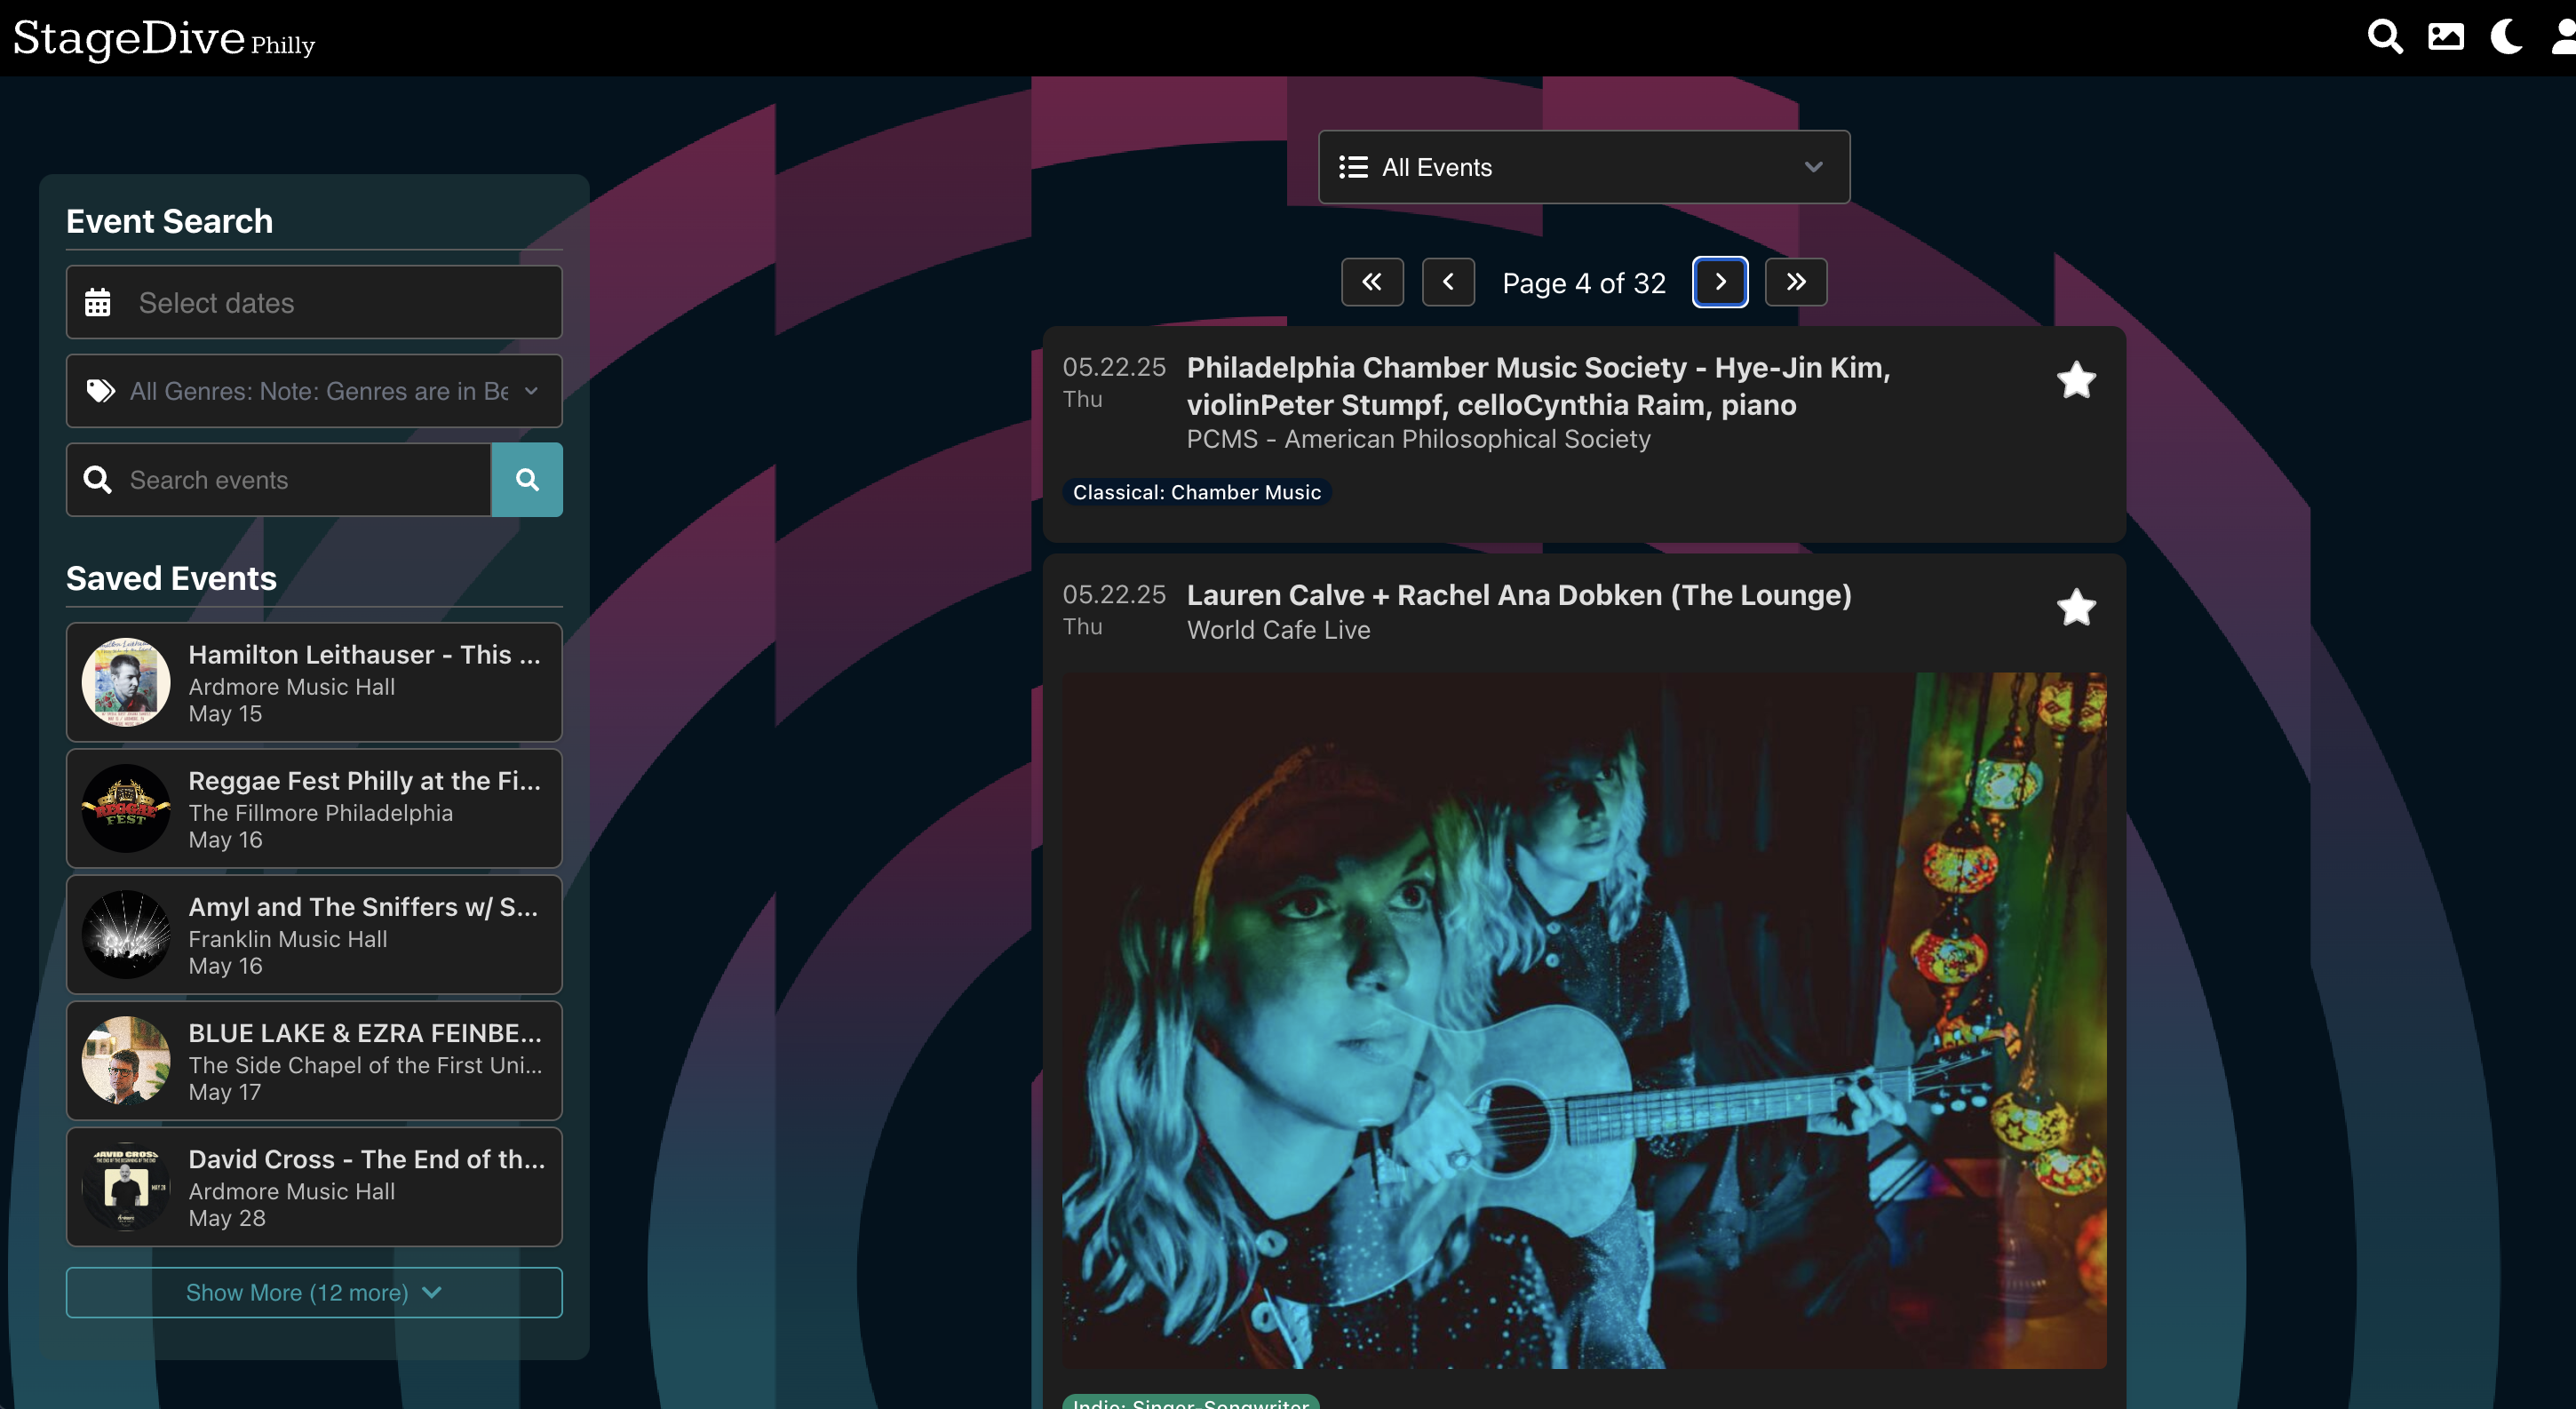 StageDive Philly
Event Search
Select dates
All Genres: Note: Genres are in Be
Search events
Saved Events
Hamilton Leithauser - This ...
Ardmore Music Hall
May 15
Reggae Fest Philly at the Fi...
The Fillmore Philadelphia
May 16
Amyl and The Sniffers w/ S...
Franklin Music Hall
May 16
BLUE LAKE & EZRA FEINBE...
The Side Chapel of the First Uni...
May 17
David Cross - The End of th...
Ardmore Music Hall
May 28
Show More (12 more)
All Events
Page 4 of 32
05.22.25
Thu
Philadelphia Chamber Music Society - Hye-Jin Kim,
violinPeter Stumpf, celloCynthia Raim, piano
PCMS - American Philosophical Society
Classical: Chamber Music
05.22.25
Thu
Lauren Calve + Rachel Ana Dobken (The Lounge)
World Cafe Live
Indie: Singer-Songwriter
REGGAE
FEST
DAVID CROSS